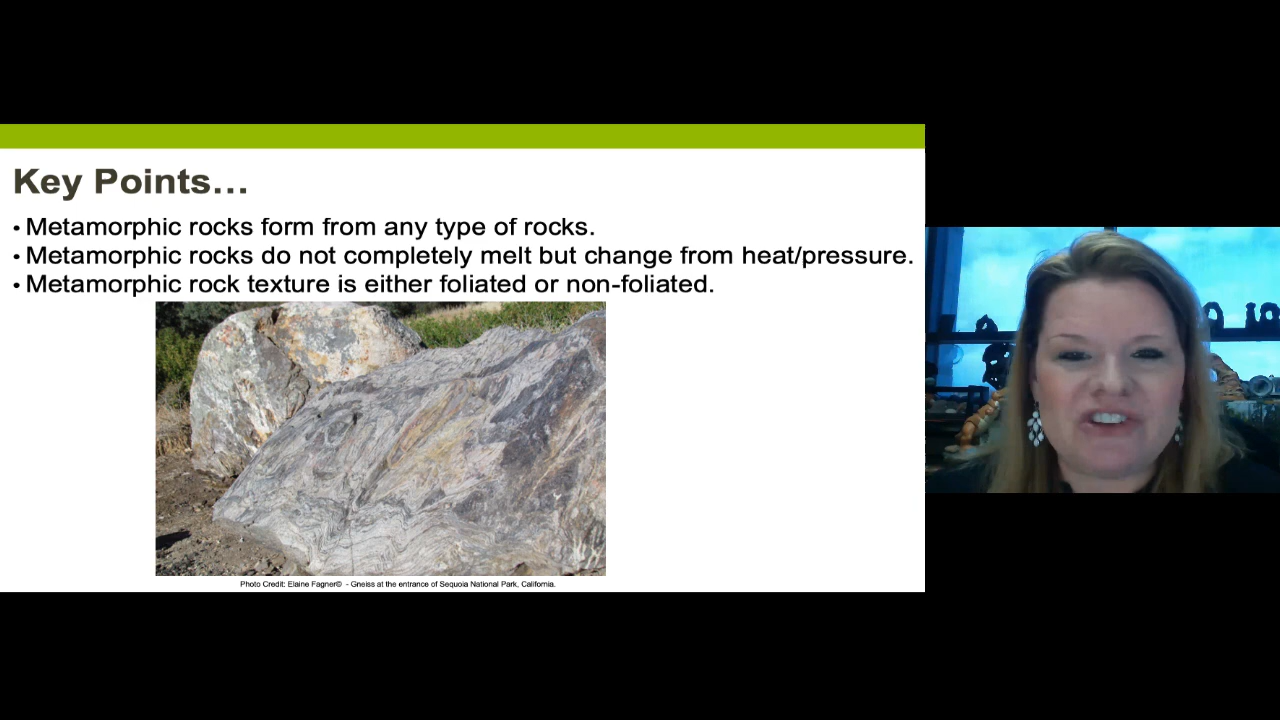 Key Points…
• Metamorphic rocks form from any type of rocks.
• Metamorphic rocks do not completely melt but change from heat/pressure.
• Metamorphic rock texture is either foliated or non-foliated.
Photo Credit: Elaine Fagner© - Gneiss at the entrance of Sequoia National Park, California.